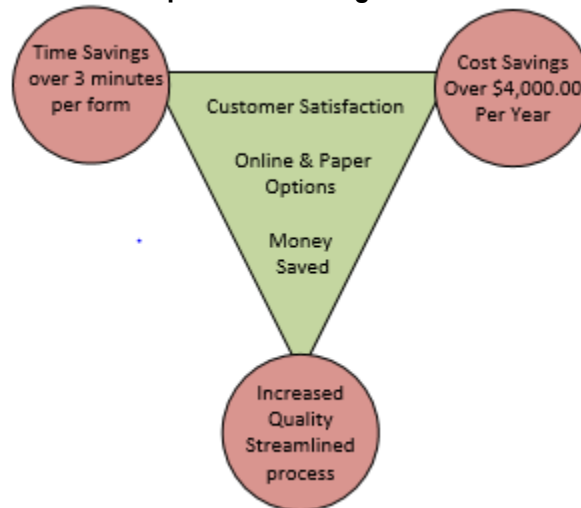 Time Savings
over 3 minutes
per form
Cost Savings
Over $4,000.00
Per Year
Customer Satisfaction
Online & Paper
Options
Money
Saved
Increased
Quality
Streamlined
process